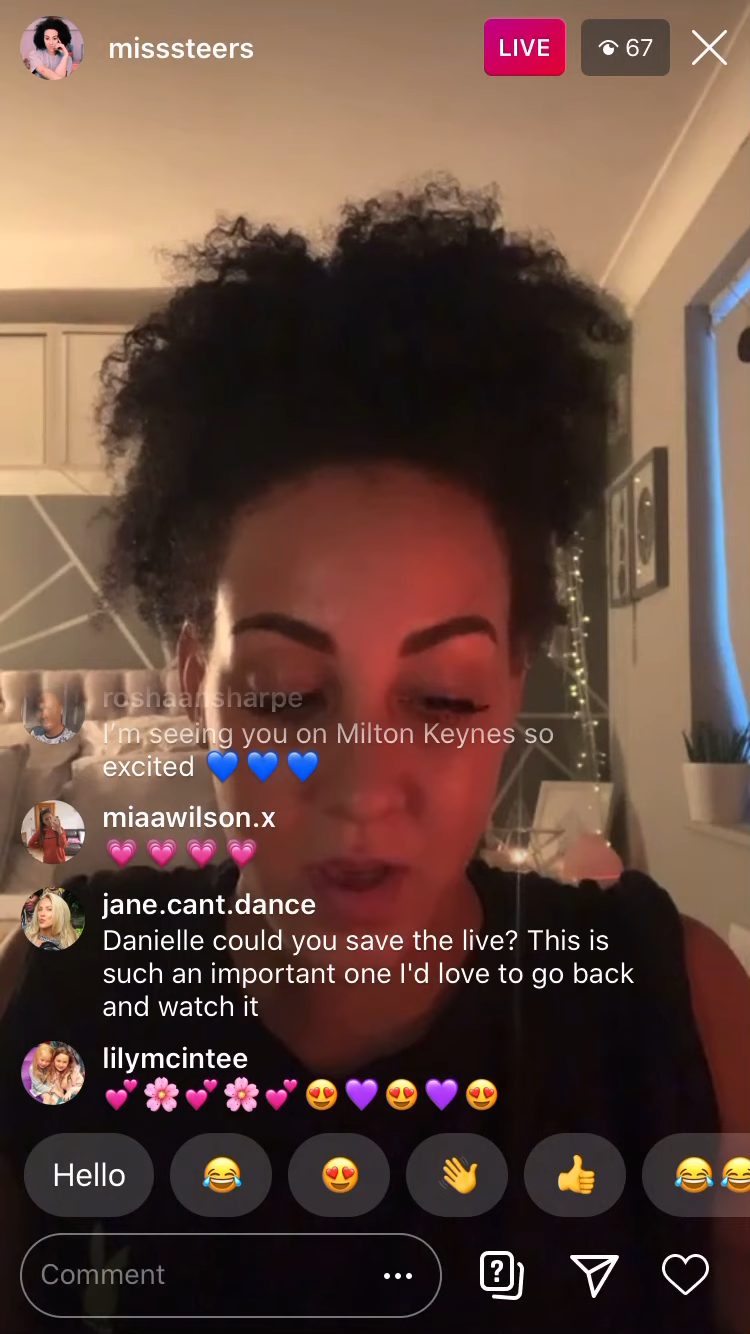 misssteers
LIVE
67
roshaansharpe
I'm seeing you on Milton Keynes so
excited 💙 💙 💙
miaawilson.x
💗 💗 💗 💗
jane.cant.dance
Danielle could you save the live? This is
such an important one I'd love to go back
and watch it
lilymcintee
💕 🌸 💕 🌸 💕 😍 💜 😍 💜 😍
Hello 😂 😍 👋 👍 😂 😂
Comment